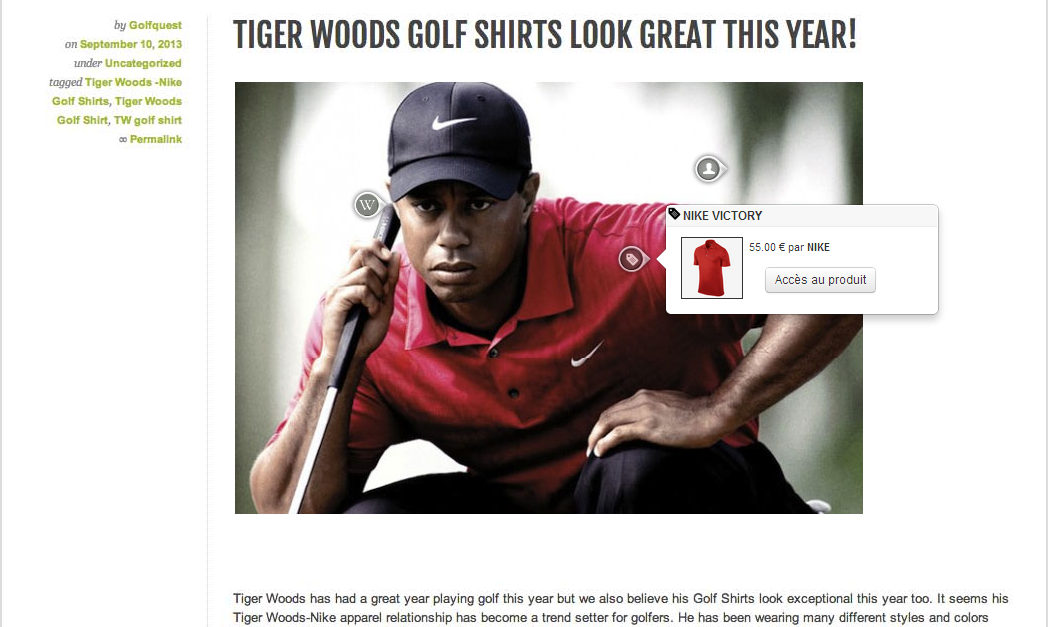 by Golfquest
on September 10, 2013
under Uncategorized
tagged Tiger Woods -Nike
Golf Shirts, Tiger Woods
Golf Shirt, TW golf shirt
∞ Permalink
TIGER WOODS GOLF SHIRTS LOOK GREAT THIS YEAR!
W
NIKE VICTORY
55.00 € par NIKE
Accès au produit
Tiger Woods has had a great year playing golf this year but we also believe his Golf Shirts look exceptional this year too. It seems his
Tiger Woods-Nike apparel relationship has become a trend setter for golfers. He has been wearing many different styles and colors